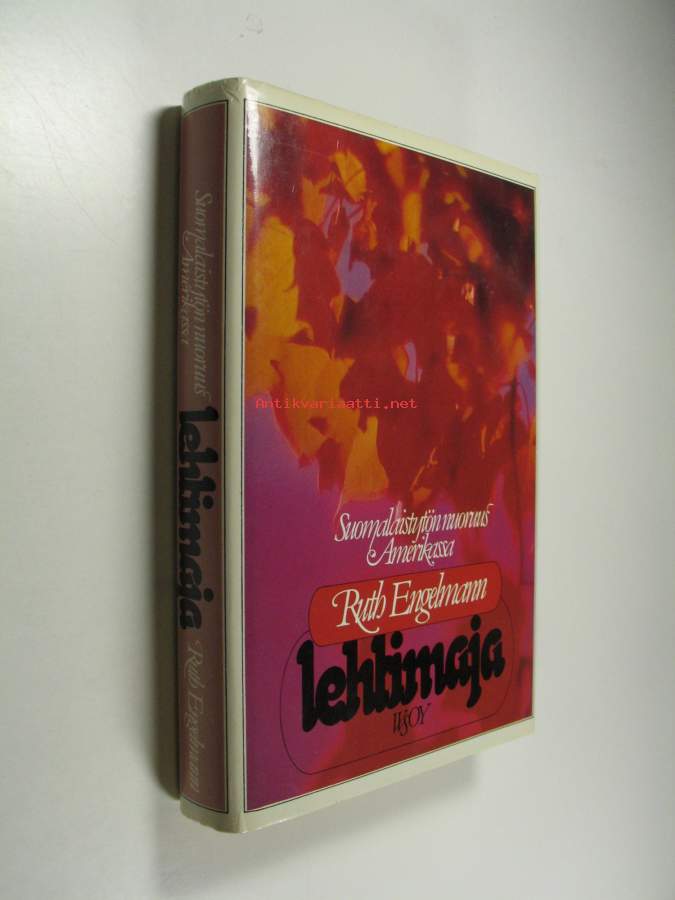 Suomalaistytön nuoruus
Amerikassa
lehtimaja
Ruth Engelmann
Antikvariaatti.net
Suomalaistytön nuoruus
Amerikassa
Ruth Engelmann
lehtimaja
WSOY